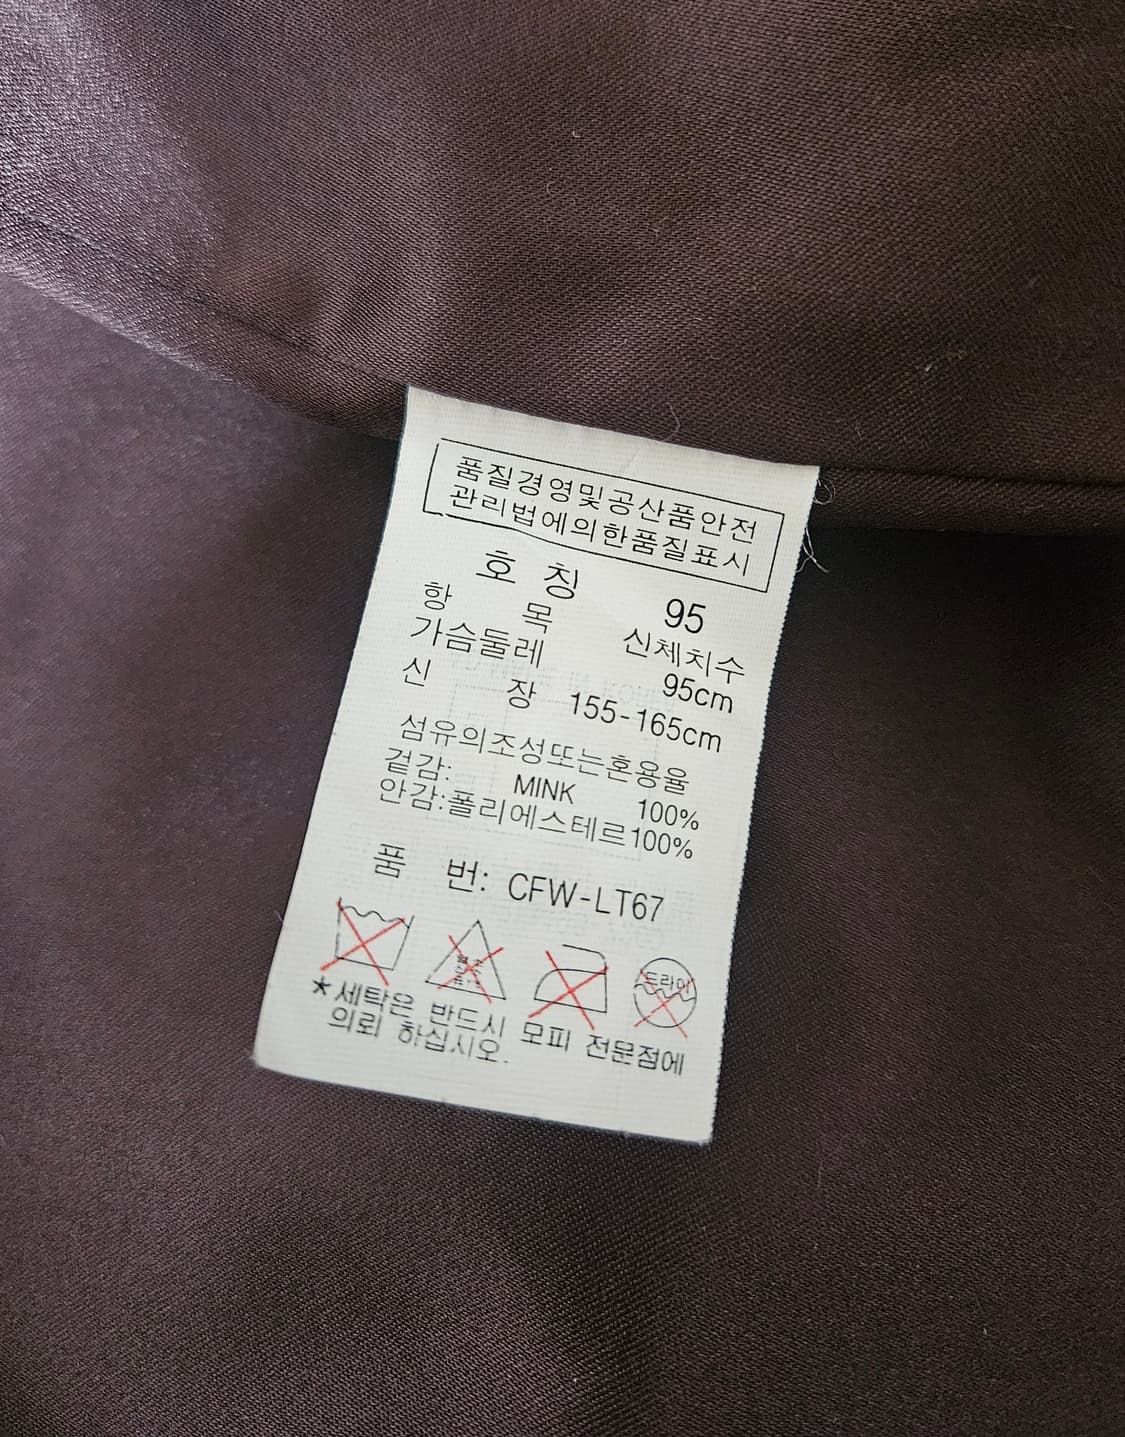 품질경영및공산품안전
관리법에의한품질표시
호 칭 95
항 목 신체치수
가슴둘레 95cm
신 장 155-165cm
섬유의조성또는혼용율
겉감: MINK 100%
안감:폴리에스테르100%
품 번: CFW-LT67
드라이
*세탁은 반드시 모피 전문점에
의뢰 하십시오.